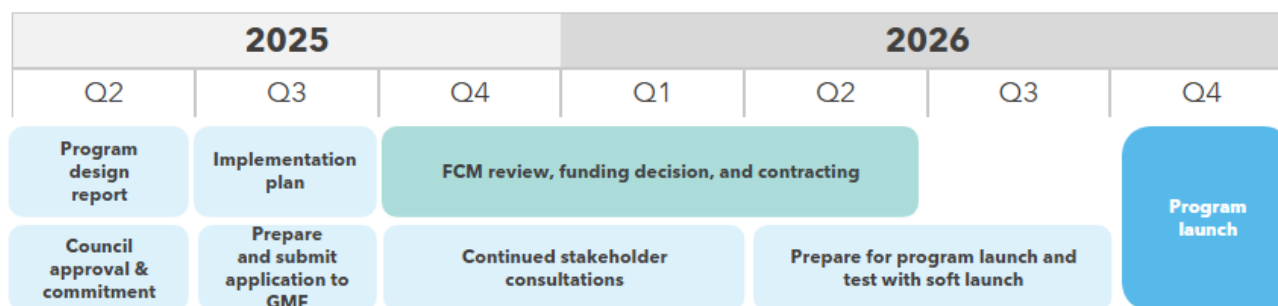 2025 2026
Q2 Q3 Q4 Q1 Q2 Q3 Q4
Program
design
report
Implementation
plan
FCM review, funding decision, and contracting
Program
launch
Council
approval &
commitment
Prepare
and submit
application to
GMF
Continued stakeholder
consultations
Prepare for program launch and
test with soft launch